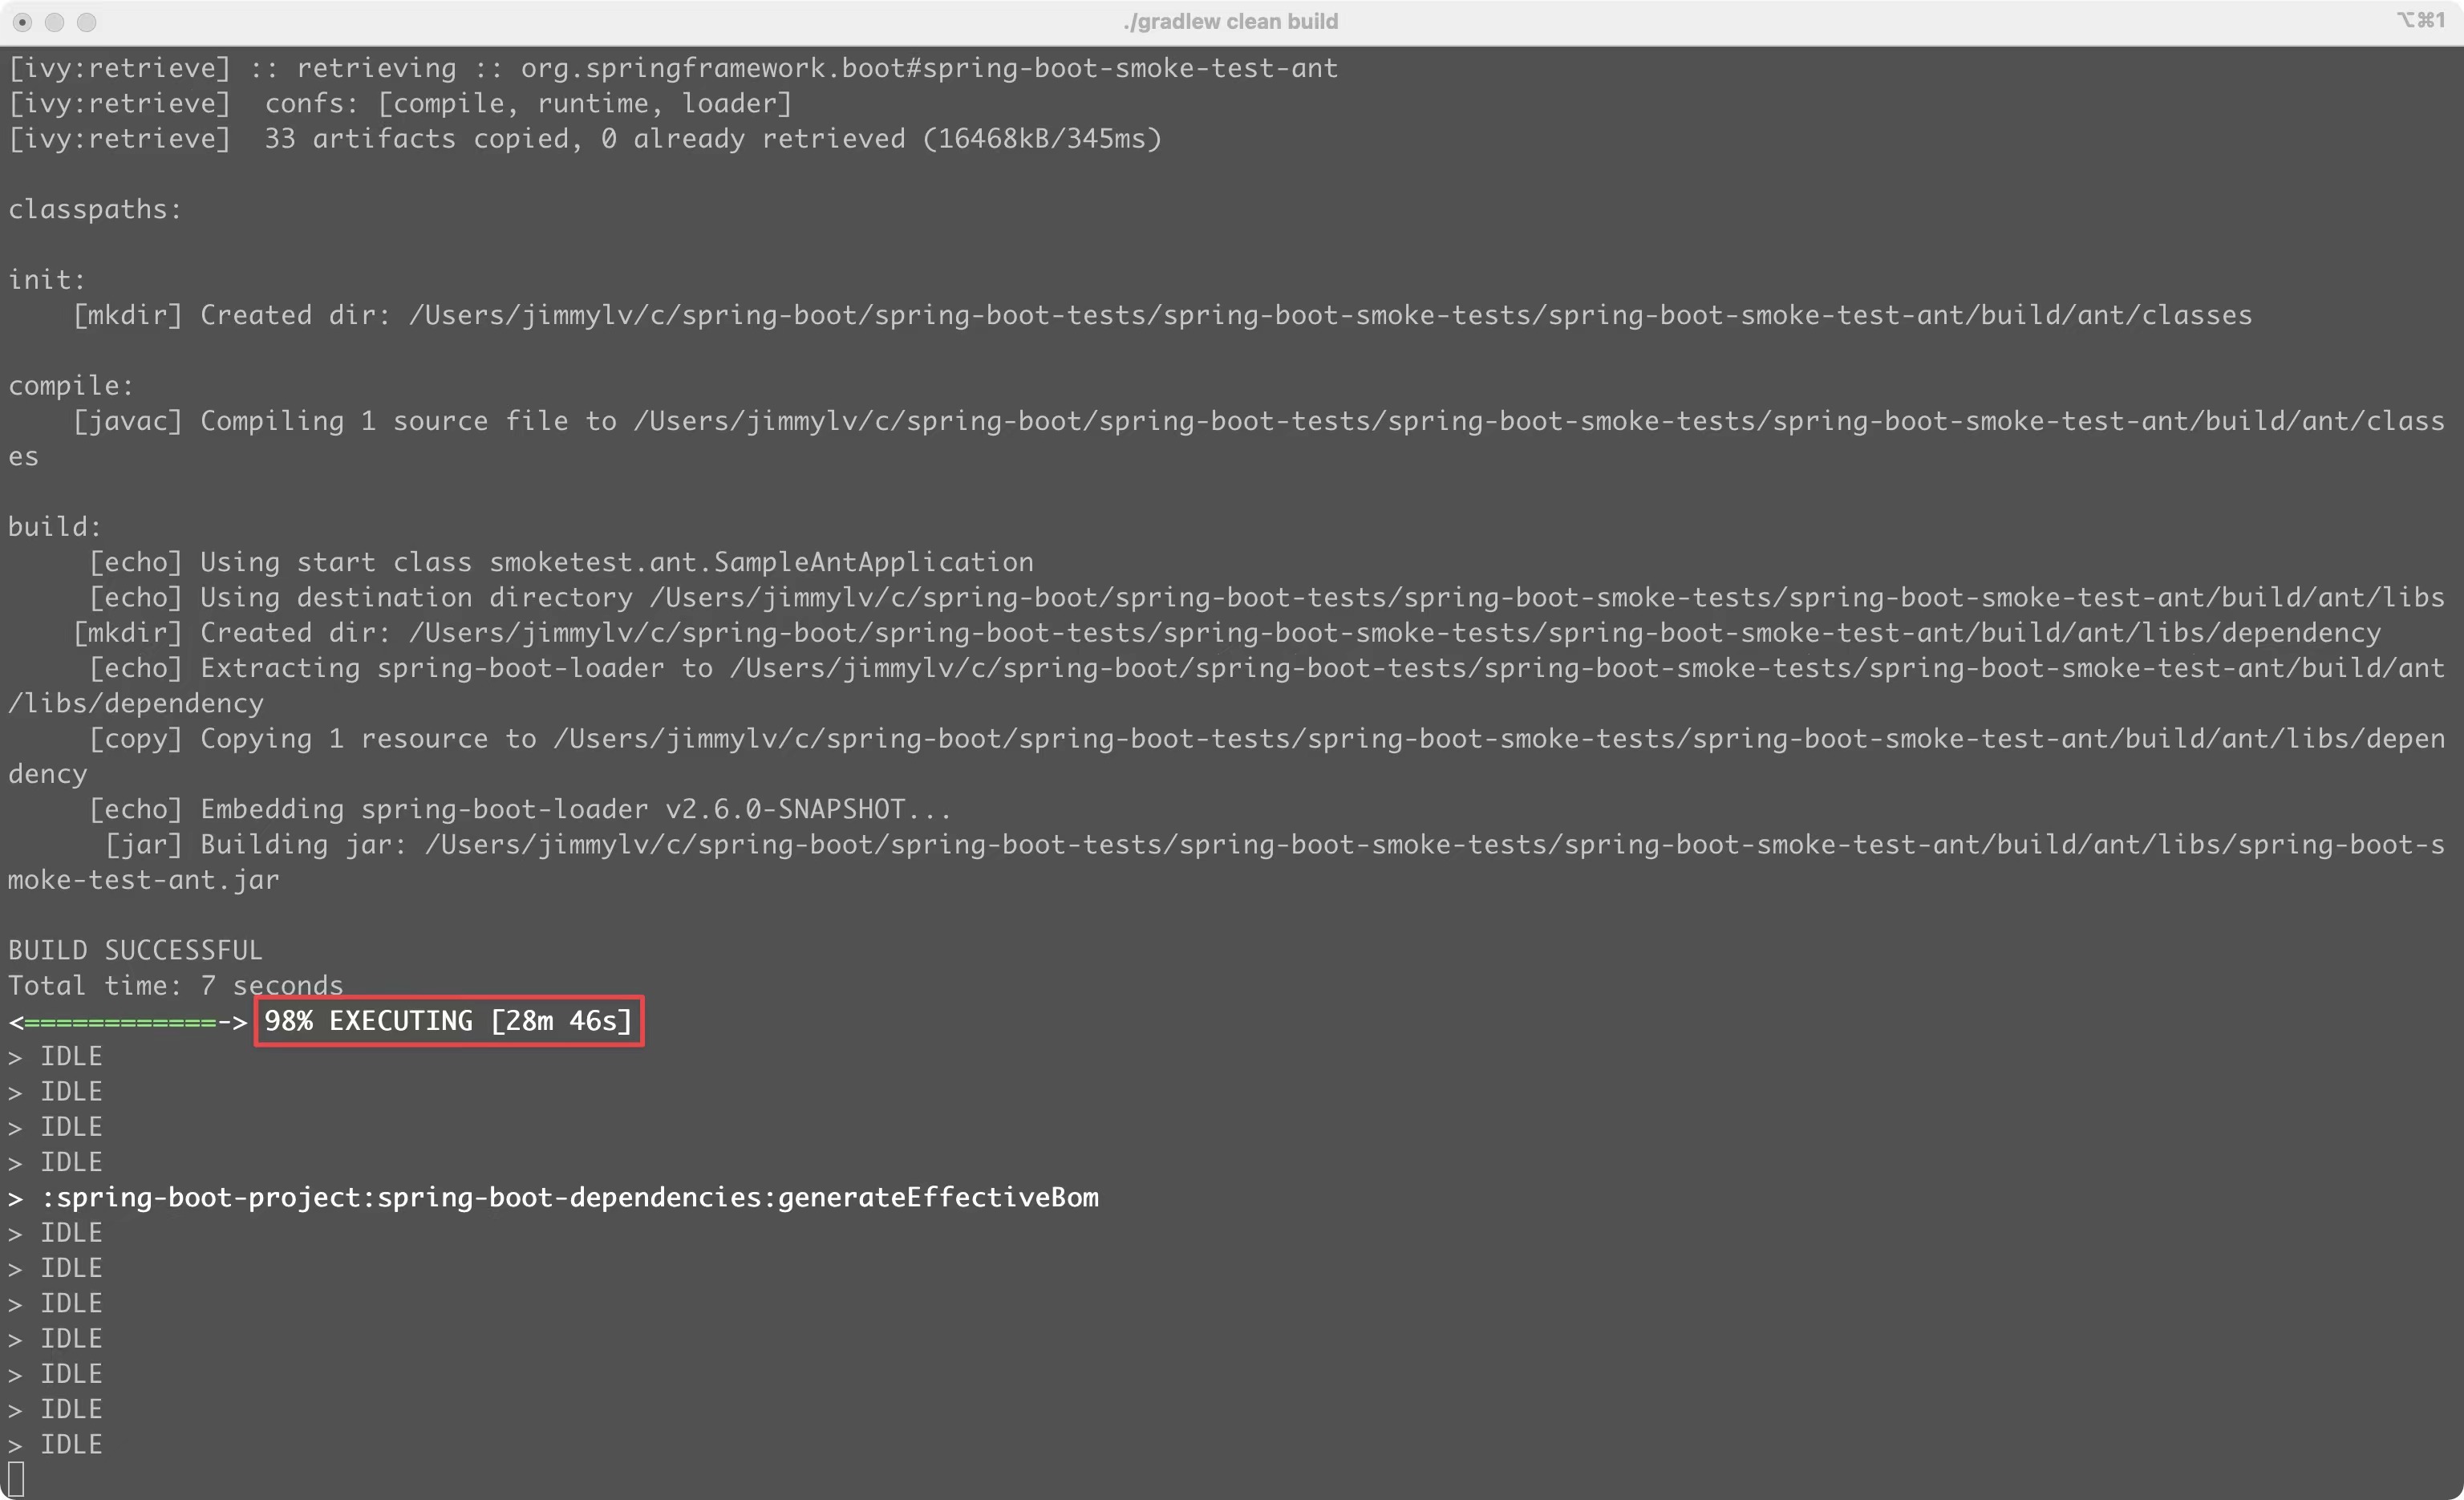 ./gradlew clean build
⌥⌘1
[ivy:retrieve] :: retrieving :: org.springframework.boot#spring-boot-smoke-test-ant
[ivy:retrieve]  confs: [compile, runtime, loader]
[ivy:retrieve]  33 artifacts copied, 0 already retrieved (16468kB/345ms)
classpaths:
init:
[mkdir] Created dir: /Users/jimmylv/c/spring-boot/spring-boot-tests/spring-boot-smoke-tests/spring-boot-smoke-test-ant/build/ant/classes
compile:
[javac] Compiling 1 source file to /Users/jimmylv/c/spring-boot/spring-boot-tests/spring-boot-smoke-tests/spring-boot-smoke-test-ant/build/ant/class
es
build:
[echo] Using start class smoketest.ant.SampleAntApplication
[echo] Using destination directory /Users/jimmylv/c/spring-boot/spring-boot-tests/spring-boot-smoke-tests/spring-boot-smoke-test-ant/build/ant/libs
[mkdir] Created dir: /Users/jimmylv/c/spring-boot/spring-boot-tests/spring-boot-smoke-tests/spring-boot-smoke-test-ant/build/ant/libs/dependency
[echo] Extracting spring-boot-loader to /Users/jimmylv/c/spring-boot/spring-boot-tests/spring-boot-smoke-tests/spring-boot-smoke-test-ant/build/ant
/libs/dependency
[copy] Copying 1 resource to /Users/jimmylv/c/spring-boot/spring-boot-tests/spring-boot-smoke-tests/spring-boot-smoke-test-ant/build/ant/libs/depen
dency
[echo] Embedding spring-boot-loader v2.6.0-SNAPSHOT...
[jar] Building jar: /Users/jimmylv/c/spring-boot/spring-boot-tests/spring-boot-smoke-tests/spring-boot-smoke-test-ant/build/ant/libs/spring-boot-s
moke-test-ant.jar
BUILD SUCCESSFUL
Total time: 7 seconds
<============-> 98% EXECUTING [28m 46s]
> IDLE
> IDLE
> IDLE
> IDLE
> :spring-boot-project:spring-boot-dependencies:generateEffectiveBom
> IDLE
> IDLE
> IDLE
> IDLE
> IDLE
> IDLE
> IDLE